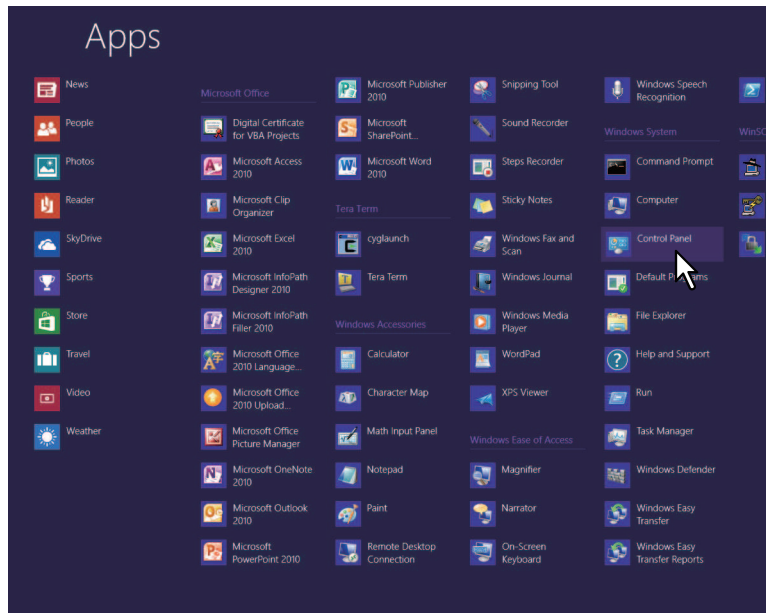 Apps
News
People
Photos
Reader
SkyDrive
Sports
Store
Travel
Video
Weather
Microsoft Office
Digital Certificate
for VBA Projects
Microsoft Access
2010
Microsoft Clip
Organizer
Microsoft Excel
2010
Microsoft InfoPath
Designer 2010
Microsoft InfoPath
Filler 2010
Microsoft Office
2010 Language...
Microsoft Office
2010 Upload...
Microsoft Office
Picture Manager
Microsoft OneNote
2010
Microsoft Outlook
2010
Microsoft
PowerPoint 2010
Microsoft Publisher
2010
Microsoft
SharePoint...
Microsoft Word
2010
Tera Term
cyglaunch
Tera Term
Windows Accessories
Calculator
Character Map
Math Input Panel
Notepad
Paint
Remote Desktop
Connection
Snipping Tool
Sound Recorder
Steps Recorder
Sticky Notes
Windows Fax and
Scan
Windows Journal
Windows Media
Player
WordPad
XPS Viewer
Windows Ease of Access
Magnifier
Narrator
On-Screen
Keyboard
Windows Speech
Recognition
Windows System
Command Prompt
Computer
Control Panel
Default Programs
File Explorer
Help and Support
Run
Task Manager
Windows Defender
Windows Easy
Transfer
Windows Easy
Transfer Reports
WinSC